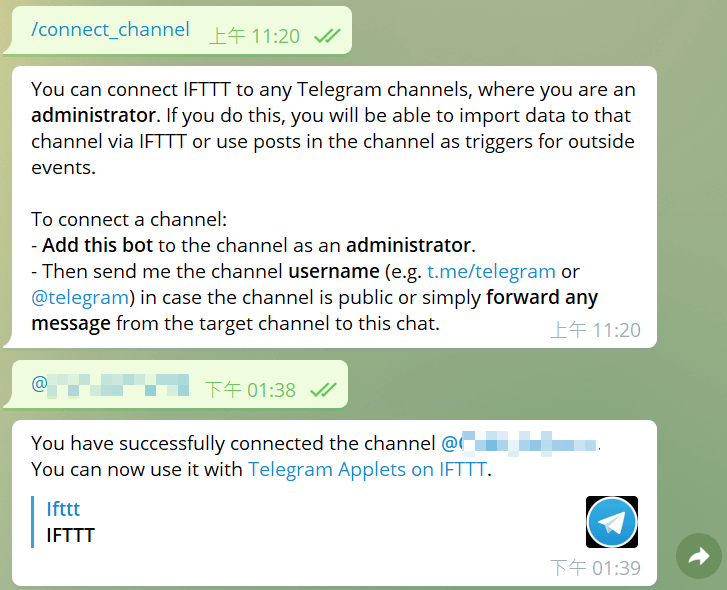 /connect_channel 上午 11:20
You can connect IFTTT to any Telegram channels, where you are an
administrator. If you do this, you will be able to import data to that
channel via IFTTT or use posts in the channel as triggers for outside
events.
To connect a channel:
- Add this bot to the channel as an administrator.
- Then send me the channel username (e.g. t.me/telegram or
@telegram) in case the channel is public or simply forward any
message from the target channel to this chat.
上午 11:20
@ 下午 01:38
You have successfully connected the channel @ .
You can now use it with Telegram Applets on IFTTT.
Ifttt
IFTTT
下午 01:39